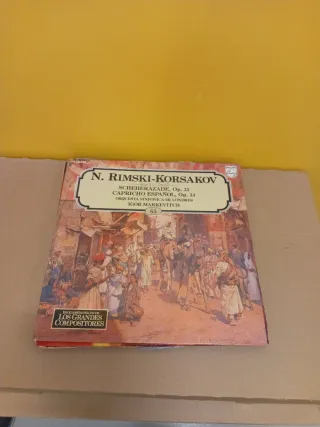 N. RIMSKI-KORSAKOV
SCHEHERAZADE, Op. 35
CAPRICHO ESPAÑOL, Op. 34
ORQUESTA SINFONICA DE LONDRES
IGOR MARKEVITCH
LOS GRANDES
COMPOSITORES